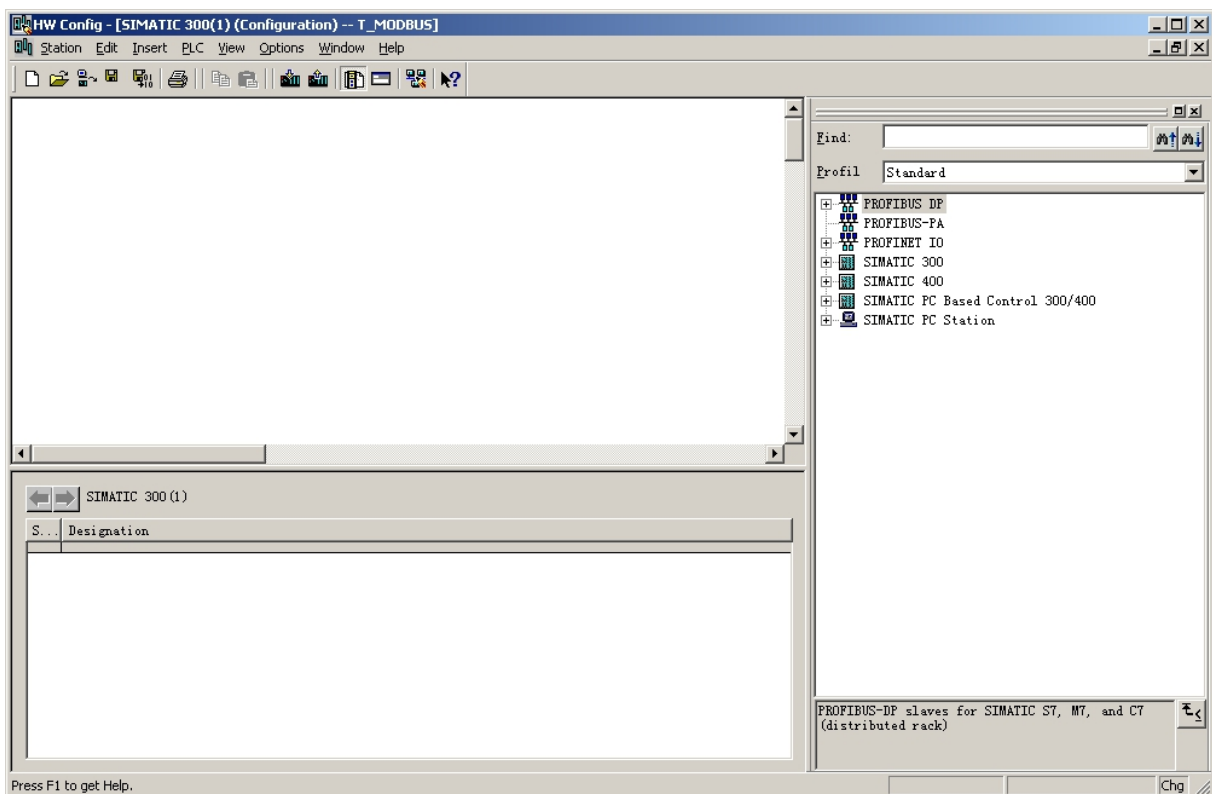 HW Config - [SIMATIC 300(1) (Configuration) -- T_MODBUS]
Station Edit Insert PLC View Options Window Help
Find:
Profil Standard
PROFIBUS DP
PROFIBUS-PA
PROFINET IO
SIMATIC 300
SIMATIC 400
SIMATIC PC Based Control 300/400
SIMATIC PC Station
SIMATIC 300(1)
S... Designation
PROFIBUS-DP slaves for SIMATIC S7, M7, and C7
(distributed rack)
Press F1 to get Help.
Chg